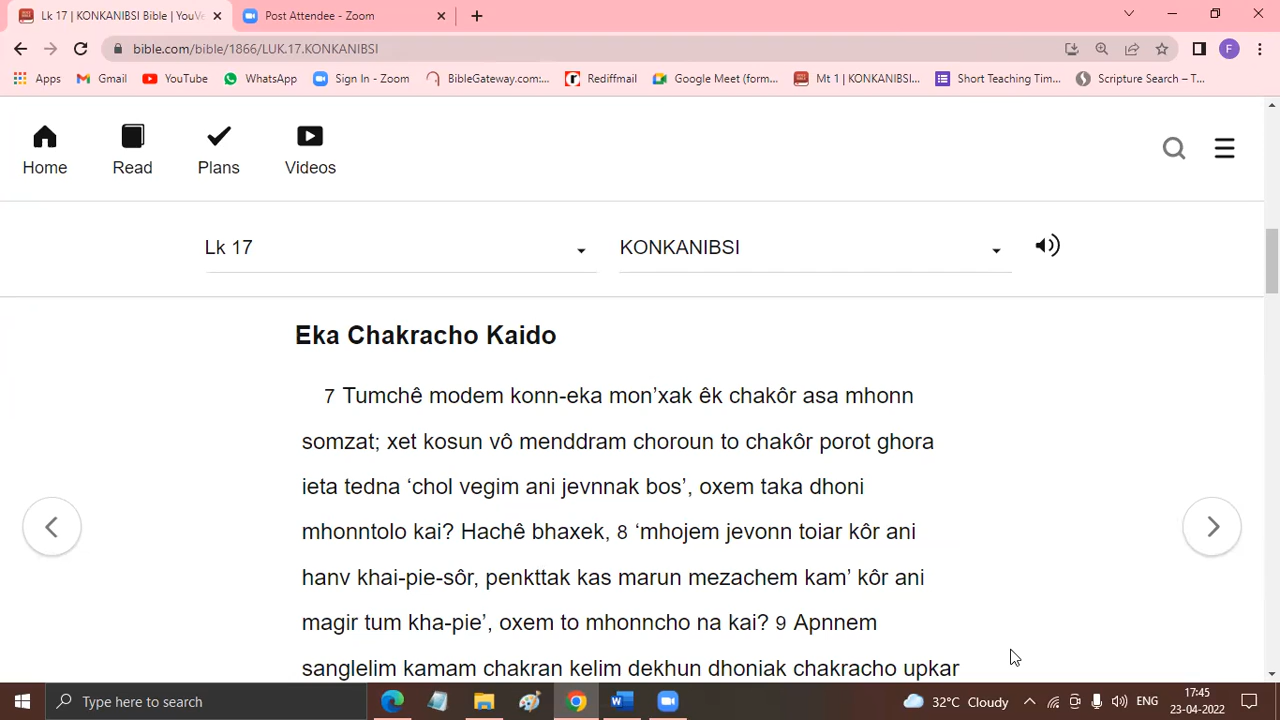 Lk 17 | KONKANIBSI Bible | YouVe
Post Attendee - Zoom
bible.com/bible/1866/LUK.17.KONKANIBSI
Apps Gmail YouTube WhatsApp Sign In - Zoom BibleGateway.com:... Rediffmail Google Meet (form... Mt 1 | KONKANIBSI... Short Teaching Tim... Scripture Search – T...
F
Home Read Plans Videos
Lk 17 KONKANIBSI
Eka Chakracho Kaido
7 Tumchê modem konn-eka mon’xak êk chakôr asa mhonn
somzat; xet kosun vô menddram choroun to chakôr porot ghora
ieta tedna ‘chol vegim ani jevnnak bos’, oxem taka dhoni
mhonntolo kai? Hachê bhaxek, 8 ‘mhojem jevonn toiar kôr ani
hanv khai-pie-sôr, penkttak kas marun mezachem kam’ kôr ani
magir tum kha-pie’, oxem to mhonncho na kai? 9 Apnnem
sanglelim kamam chakran kelim dekhun dhoniak chakracho upkar
Type here to search
32°C Cloudy
ENG
17:45
23-04-2022